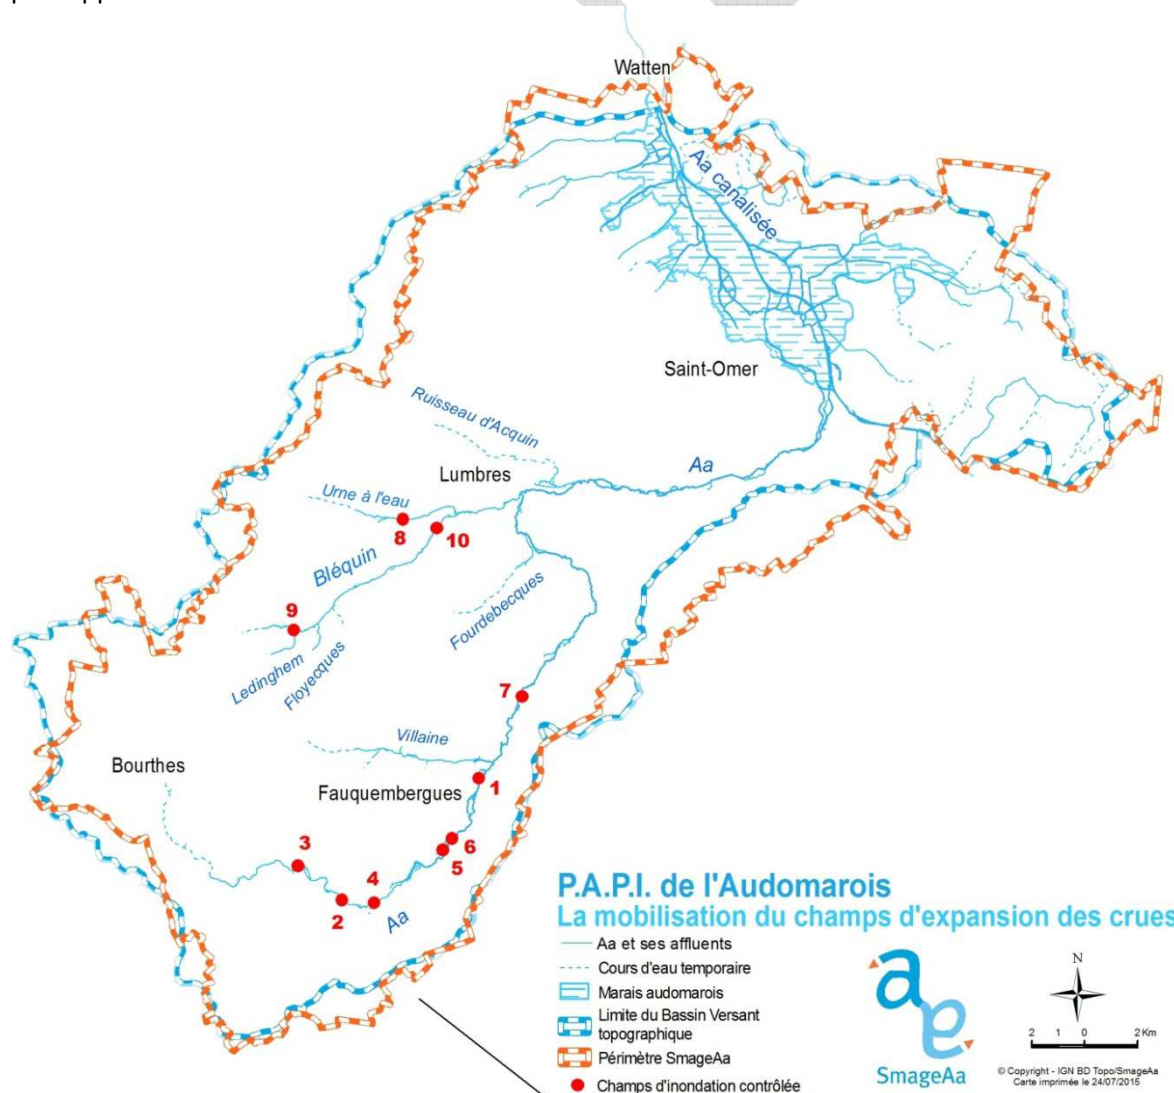 Watten
Aa canalisée
Saint-Omer
Ruisseau d'Acquin
Lumbres
Aa
Urne à l'eau
8
10
Bléquin
Fourdebecques
9
Ledinghem
Floyecques
7
Villaine
Bourthes
1
Fauquembergues
3
6
5
4
2
Aa
P.A.P.I. de l'Audomarois
La mobilisation du champs d'expansion des crues
Aa et ses affluents
Cours d'eau temporaire
Marais audomarois
Limite du Bassin Versant
topographique
Périmètre SmageAa
Champs d'inondation contrôlée
ae
SmageAa
N
2 1 0 2 Km
© Copyright - IGN BD Topo/SmageAa
Carte imprimée le 24/07/2015